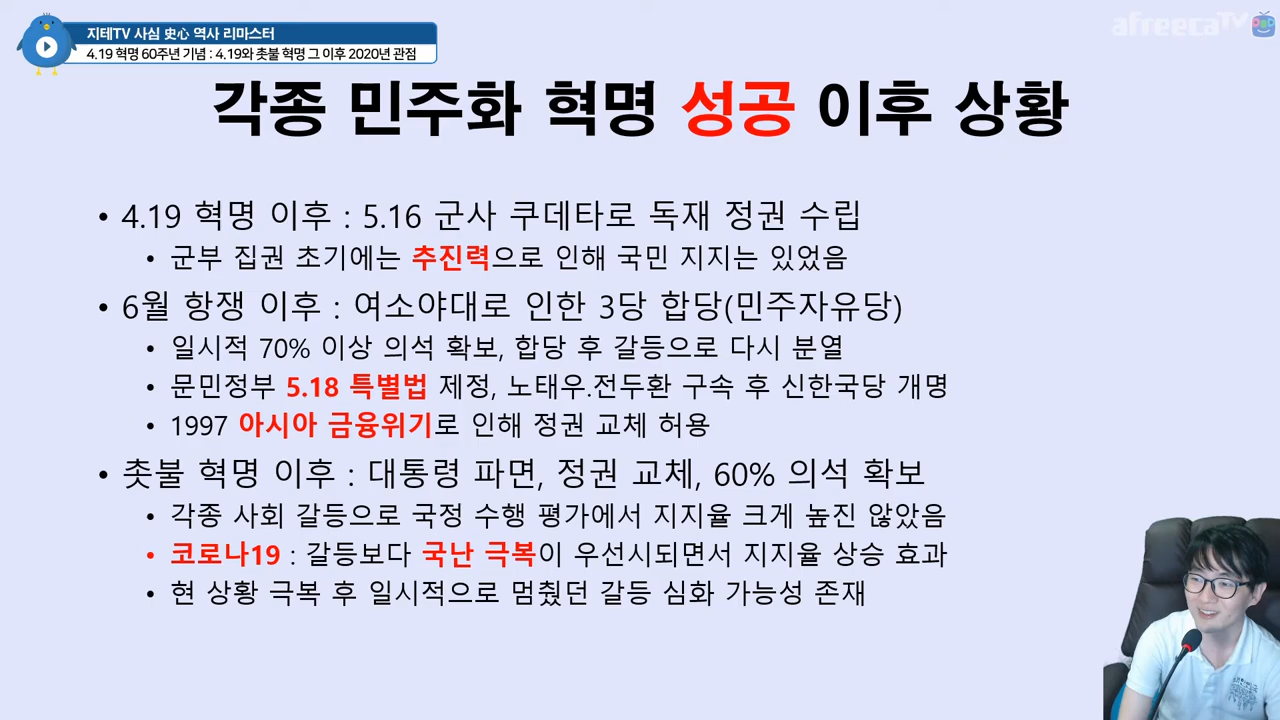 지테TV 사심 史心 역사 리마스터
4.19 혁명 60주년 기념 : 4.19와 촛불 혁명 그 이후 2020년 관점
afreecaTV
각종 민주화 혁명 성공 이후 상황
• 4.19 혁명 이후 : 5.16 군사 쿠데타로 독재 정권 수립
• 군부 집권 초기에는 추진력으로 인해 국민 지지는 있었음
• 6월 항쟁 이후 : 여소야대로 인한 3당 합당(민주자유당)
• 일시적 70% 이상 의석 확보, 합당 후 갈등으로 다시 분열
• 문민정부 5.18 특별법 제정, 노태우.전두환 구속 후 신한국당 개명
• 1997 아시아 금융위기로 인해 정권 교체 허용
• 촛불 혁명 이후 : 대통령 파면, 정권 교체, 60% 의석 확보
• 각종 사회 갈등으로 국정 수행 평가에서 지지율 크게 높진 않았음
• 코로나19 : 갈등보다 국난 극복이 우선시되면서 지지율 상승 효과
• 현 상황 극복 후 일시적으로 멈췄던 갈등 심화 가능성 존재